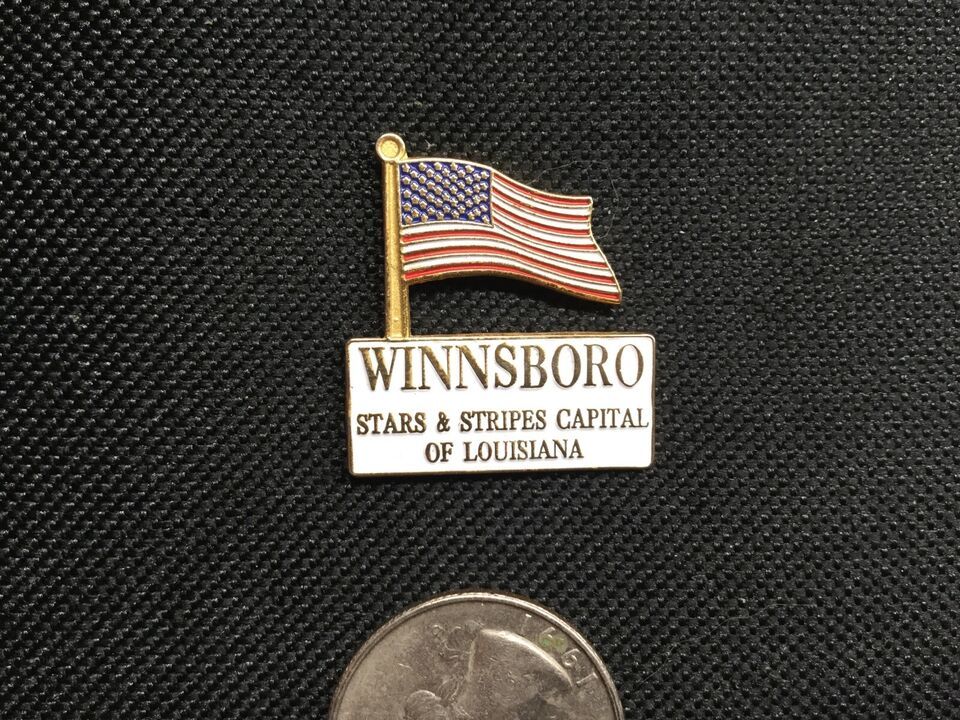 WINNSBORO
STARS & STRIPES CAPITAL
OF LOUISIANA